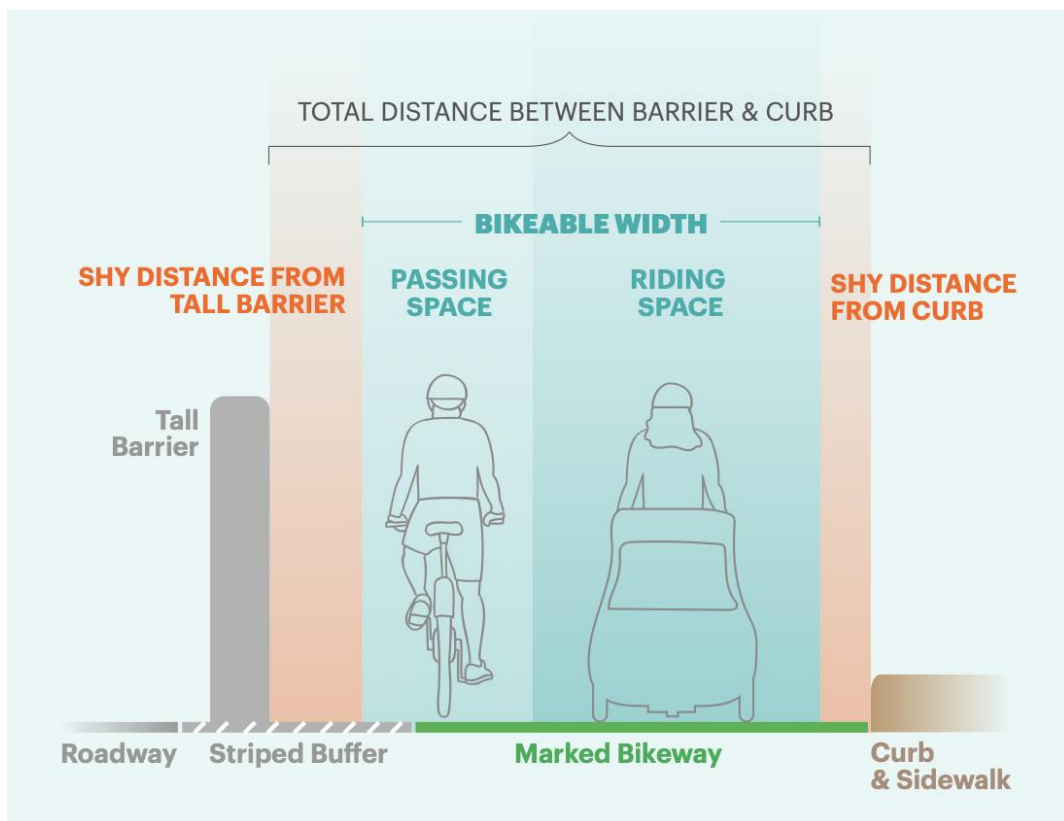 TOTAL DISTANCE BETWEEN BARRIER & CURB
BIKEABLE WIDTH
SHY DISTANCE FROM
TALL BARRIER
PASSING
SPACE
RIDING
SPACE
SHY DISTANCE
FROM CURB
Tall
Barrier
Roadway
Striped Buffer
Marked Bikeway
Curb
& Sidewalk